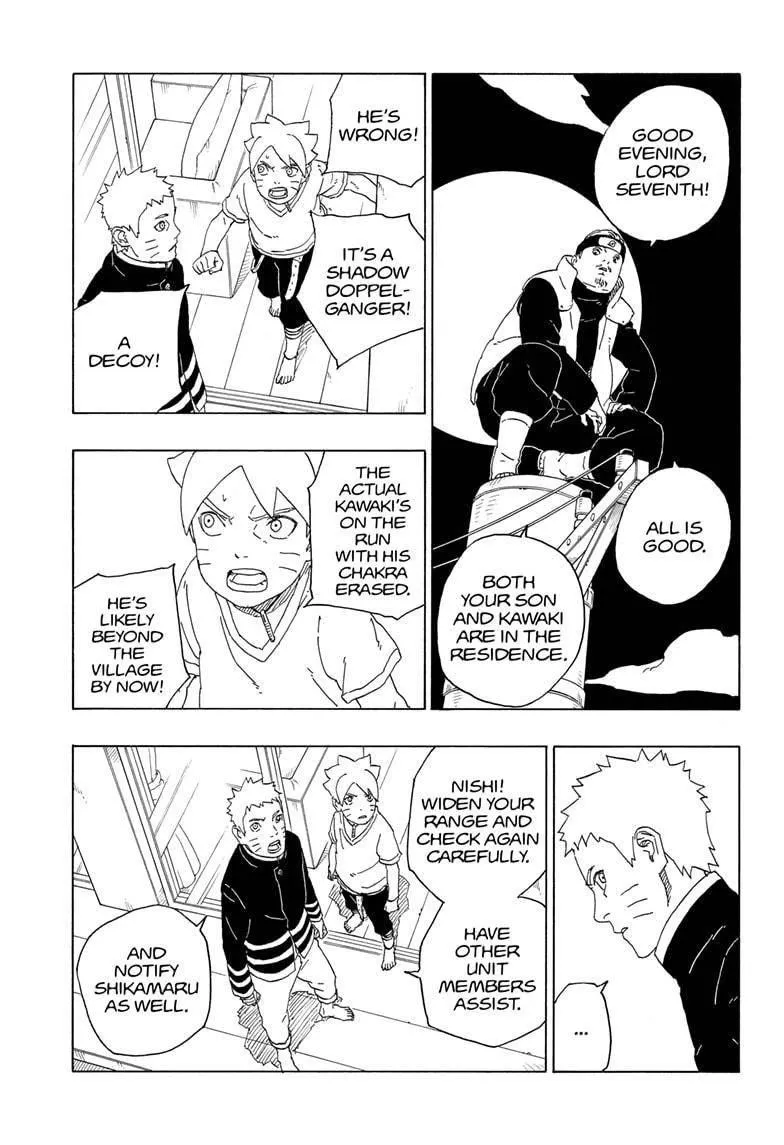 GOOD
EVENING,
LORD
SEVENTH!
ALL IS
GOOD.
BOTH
YOUR SON
AND KAWAKI
ARE IN THE
RESIDENCE.
HE'S
WRONG!
IT'S A
SHADOW
DOPPEL-
GANGER!
A
DECOY!
THE
ACTUAL
KAWAKI'S
ON THE
RUN
WITH HIS
CHAKRA
ERASED.
HE'S
LIKELY
BEYOND
THE
VILLAGE
BY NOW!
...
NISHI!
WIDEN YOUR
RANGE AND
CHECK AGAIN
CAREFULLY.
HAVE
OTHER
UNIT
MEMBERS
ASSIST.
AND
NOTIFY
SHIKAMARU
AS WELL.